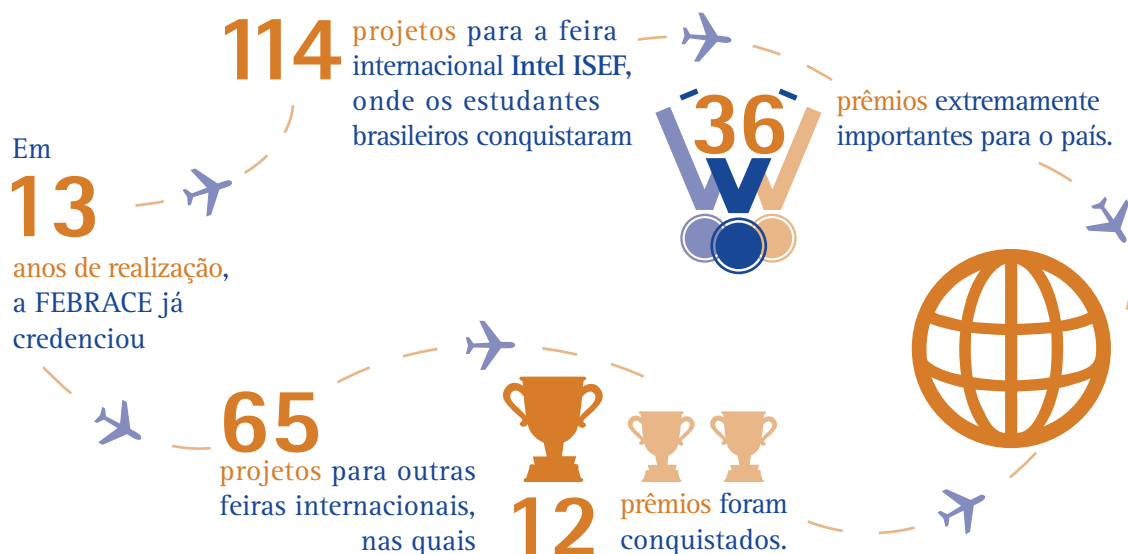 Em
13
anos de realização,
a FEBRACE já
credenciou
114
projetos para a feira
internacional Intel ISEF,
onde os estudantes
brasileiros conquistaram
36
prêmios extremamente
importantes para o país.
65
projetos para outras
feiras internacionais,
nas quais
12
prêmios foram
conquistados.